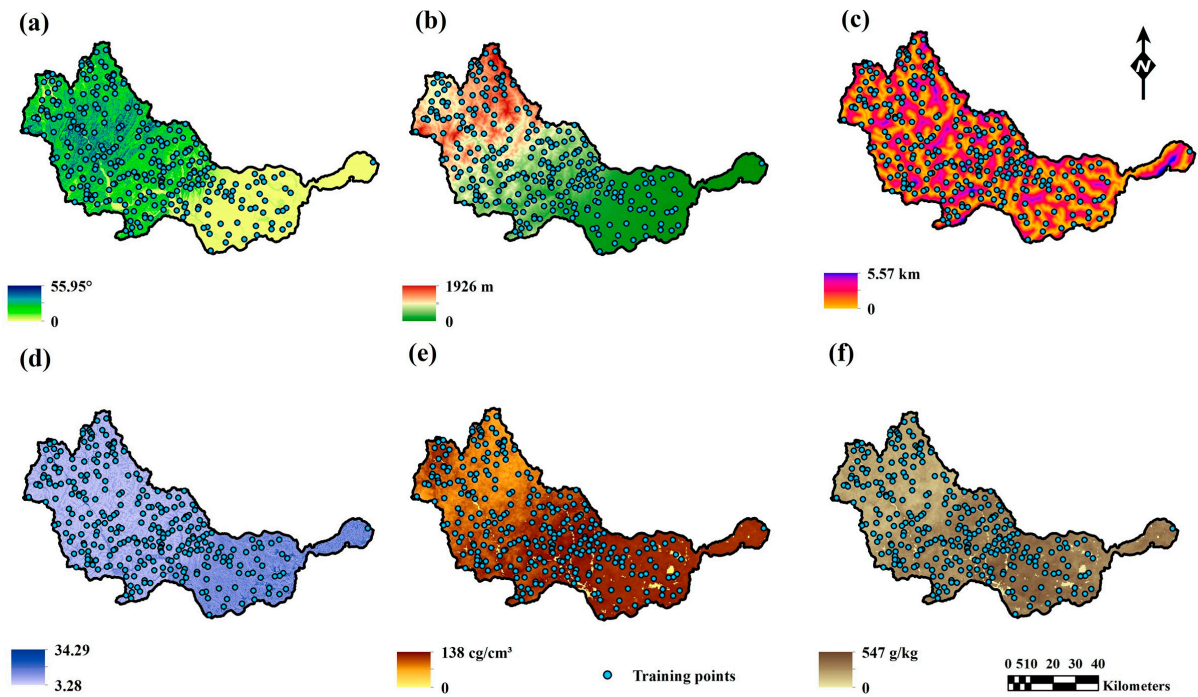 (a)
(b)
(c)
N
55.95°
0
1926 m
0
5.57 km
0
(d)
(e)
(f)
34.29
3.28
138 cg/cm³
0
Training points
547 g/kg
0
0 510 20 30 40
Kilometers